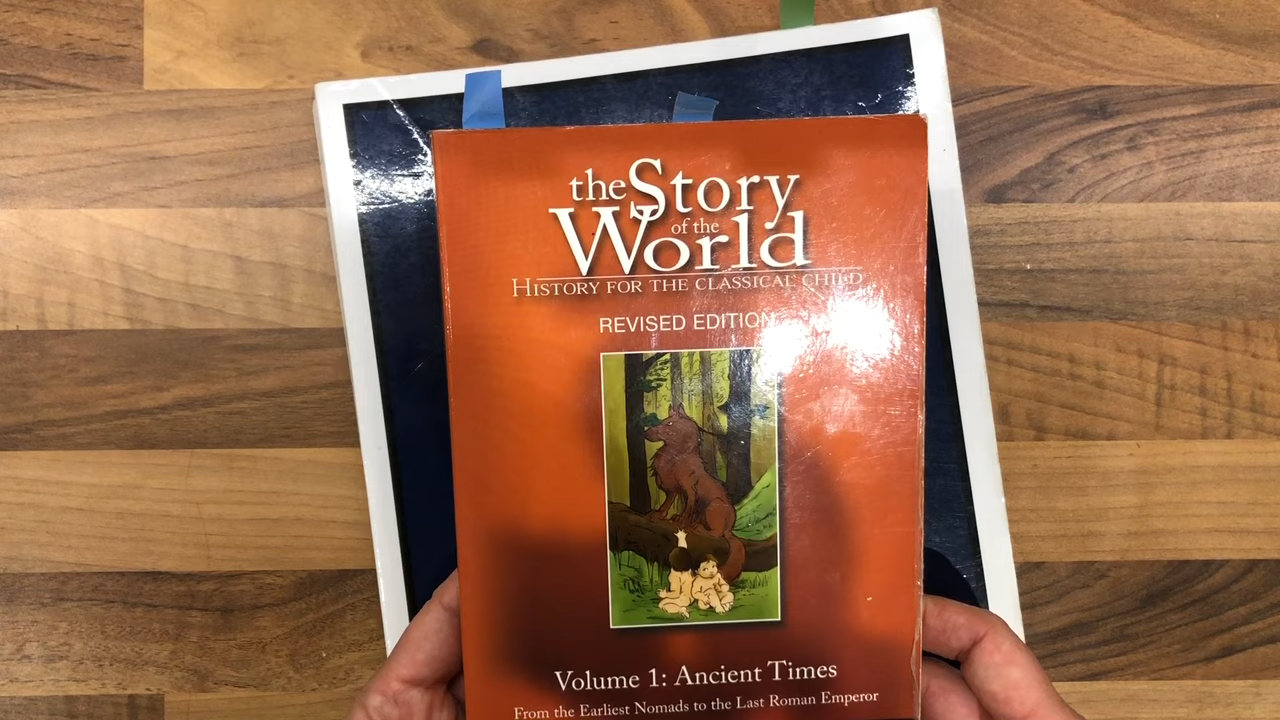 the Story
of the
World
HISTORY FOR THE CLASSICAL CHILD
REVISED EDITION
Volume 1: Ancient Times
From the Earliest Nomads to the Last Roman Emperor